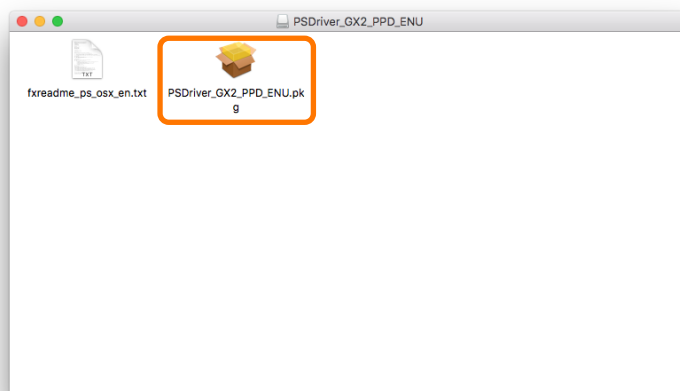 PSDriver_GX2_PPD_ENU
TXT
fxreadme_ps_osx_en.txt
PSDriver_GX2_PPD_ENU.pk
g